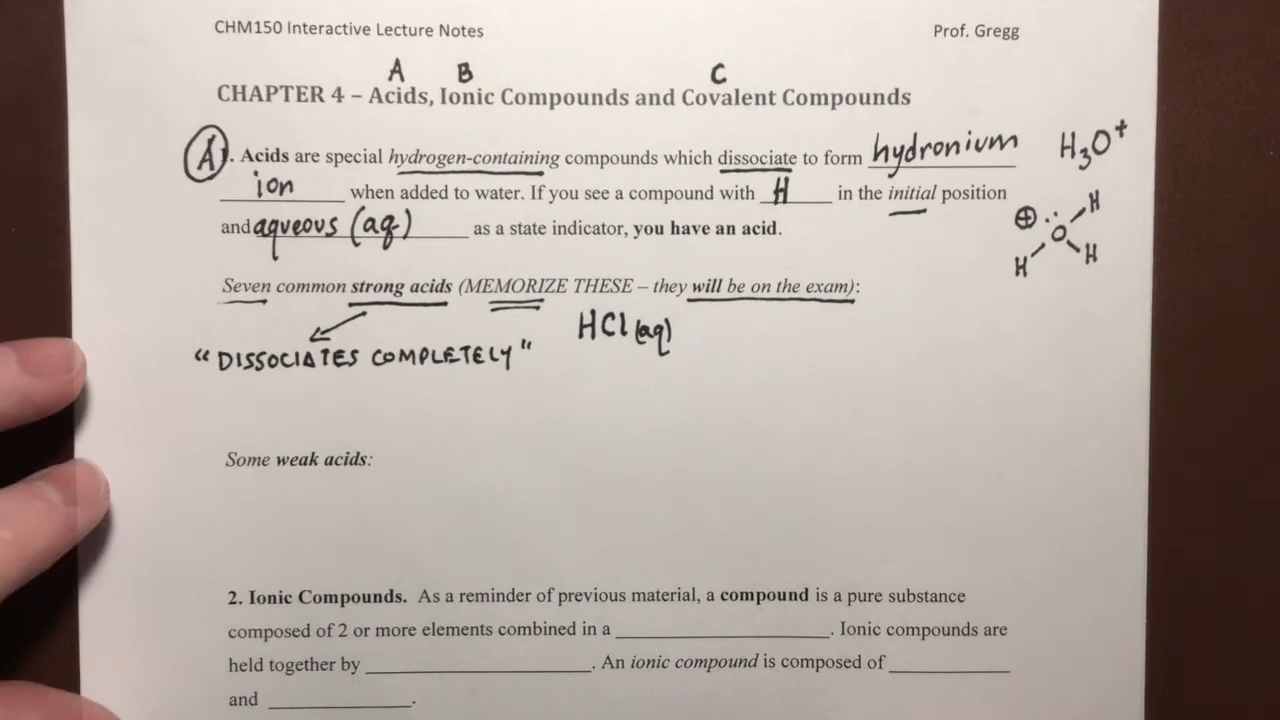 CHM150 Interactive Lecture Notes Prof. Gregg
A B C
CHAPTER 4 – Acids, Ionic Compounds and Covalent Compounds
A). Acids are special hydrogen-containing compounds which dissociate to form hydronium H3O+
ion when added to water. If you see a compound with H in the initial position
and aqueous (aq) as a state indicator, you have an acid.
⊕ O H H H
Seven common strong acids (MEMORIZE THESE – they will be on the exam):
HCl(aq)
"DISSOCIATES COMPLETELY"
Some weak acids:
2. Ionic Compounds. As a reminder of previous material, a compound is a pure substance
composed of 2 or more elements combined in a ____________________. Ionic compounds are
held together by _____________________. An ionic compound is composed of ___________
and _____________.